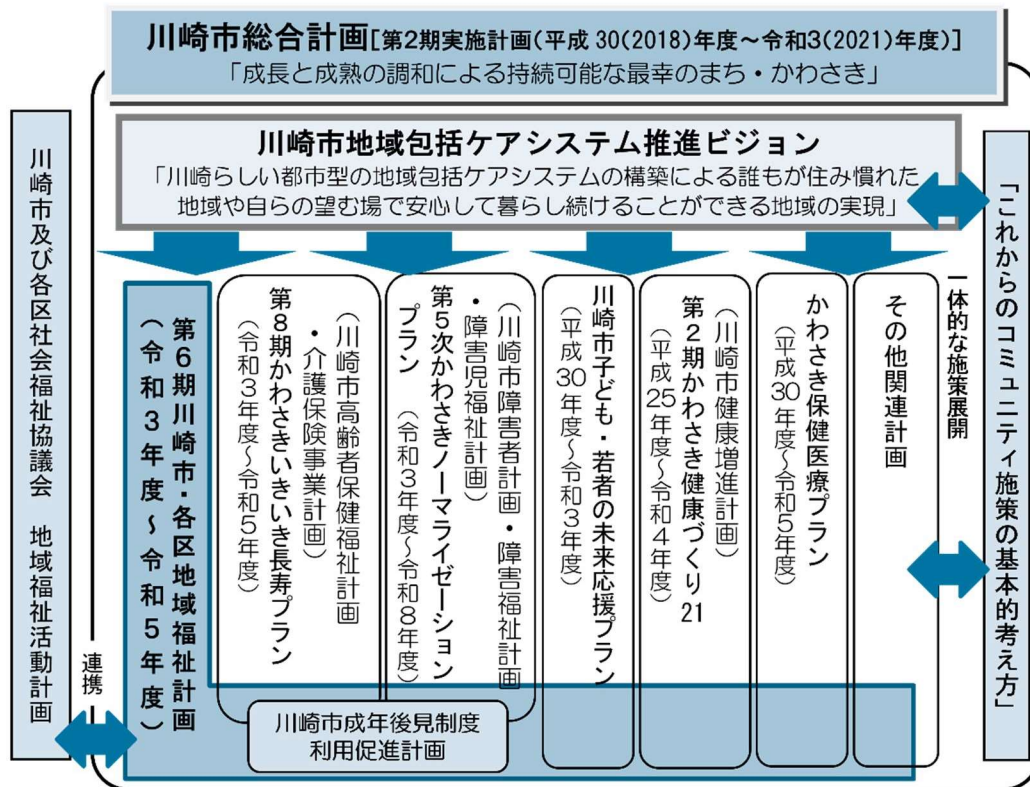 川崎市総合計画[第2期実施計画(平成30(2018)年度～令和3(2021)年度)]
「成長と成熟の調和による持続可能な最幸のまち・かわさき」
川崎市地域包括ケアシステム推進ビジョン
「川崎らしい都市型の地域包括ケアシステムの構築による誰もが住み慣れた
地域や自らの望む場で安心して暮らし続けることができる地域の実現」
川崎市及び各区社会福祉協議会　地域福祉活動計画
連携
第6期川崎市・各区地域福祉計画
（令和3年度～令和5年度）
（川崎市高齢者保健福祉計画
・介護保険事業計画）
第8期かわさきいきいき長寿プラン
（令和3年度～令和5年度）
（川崎市障害者計画・障害福祉計画
・障害児福祉計画）
第5次かわさきノーマライゼーション
プラン　（令和3年度～令和8年度）
川崎市子ども・若者の未来応援プラン
（平成30年度～令和3年度）
（川崎市健康増進計画）
第2期かわさき健康づくり21
（平成25年度～令和4年度）
かわさき保健医療プラン
（平成30年度～令和5年度）
その他関連計画
一体的な施策展開
「これからのコミュニティ施策の基本的考え方」
川崎市成年後見制度
利用促進計画